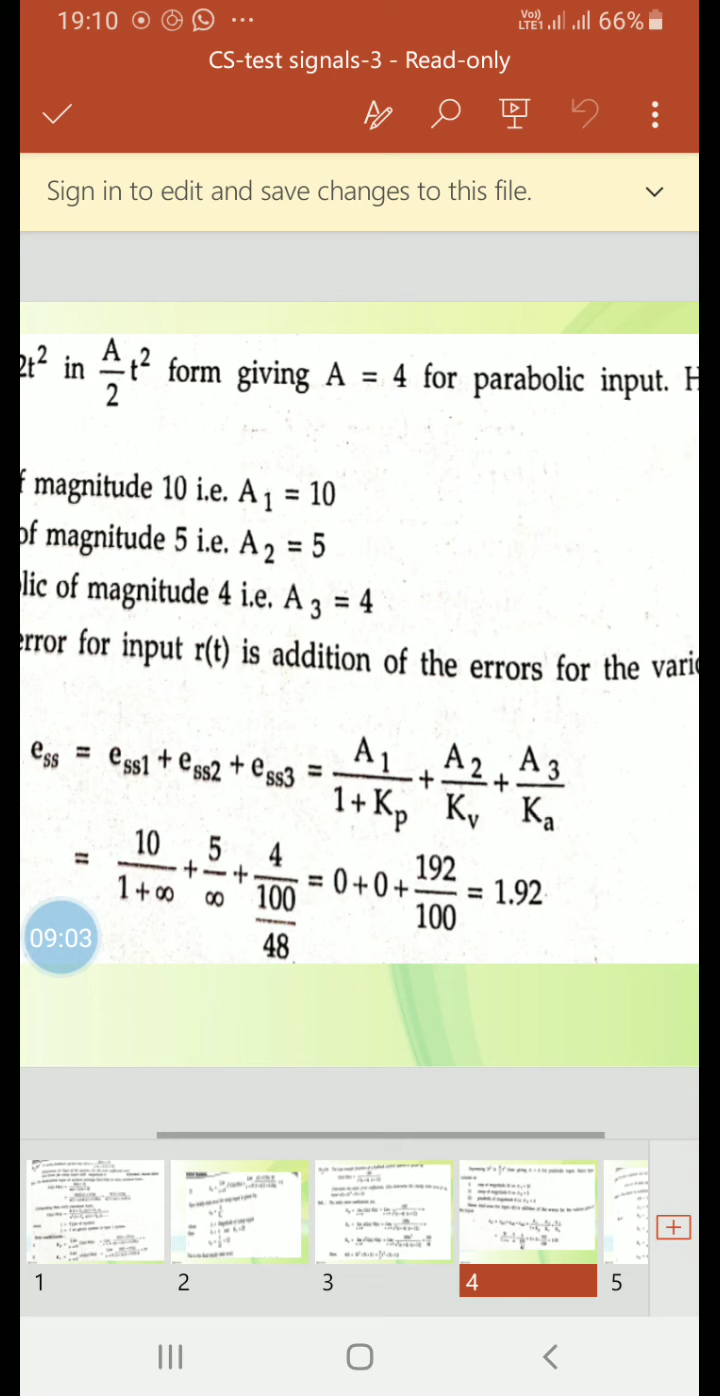 19:10
Vo)) LTE1 66%
CS-test signals-3 - Read-only
Sign in to edit and save changes to this file.
2t² in A/2 t² form giving A = 4 for parabolic input. H
f magnitude 10 i.e. A₁ = 10
of magnitude 5 i.e. A₂ = 5
lic of magnitude 4 i.e. A₃ = 4
error for input r(t) is addition of the errors for the vari
eₛₛ = eₛₛ₁ + eₛₛ₂ + eₛₛ₃ = A₁/(1 + Kₚ) + A₂/Kᵥ + A₃/Kₐ
= 10/(1 + ∞) + 5/∞ + 4/(100/48) = 0 + 0 + 192/100 = 1.92
09:03
1 2 3 4 5